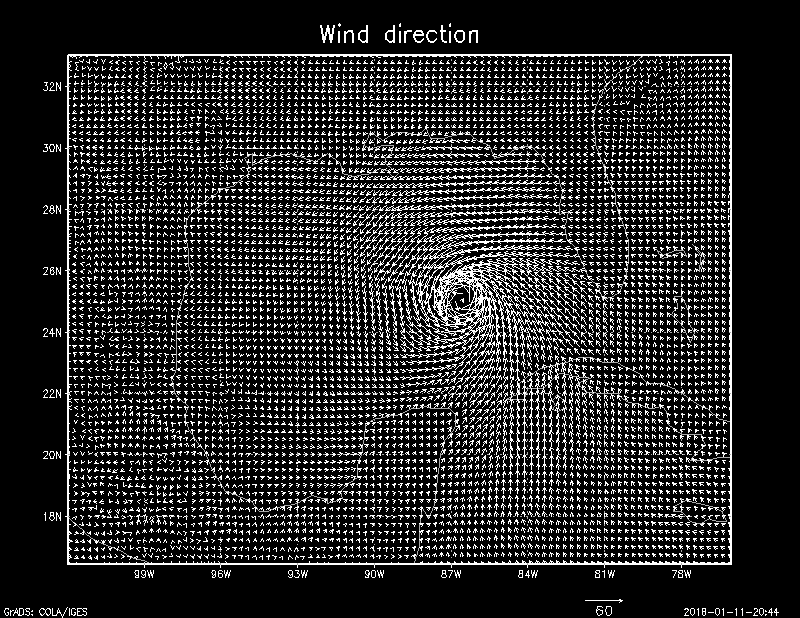 Wind direction
32N
30N
28N
26N
24N
22N
20N
18N
99W 96W 93W 90W 87W 84W 81W 78W
60
GrADS: COLA/IGES 2018-01-11-20:44